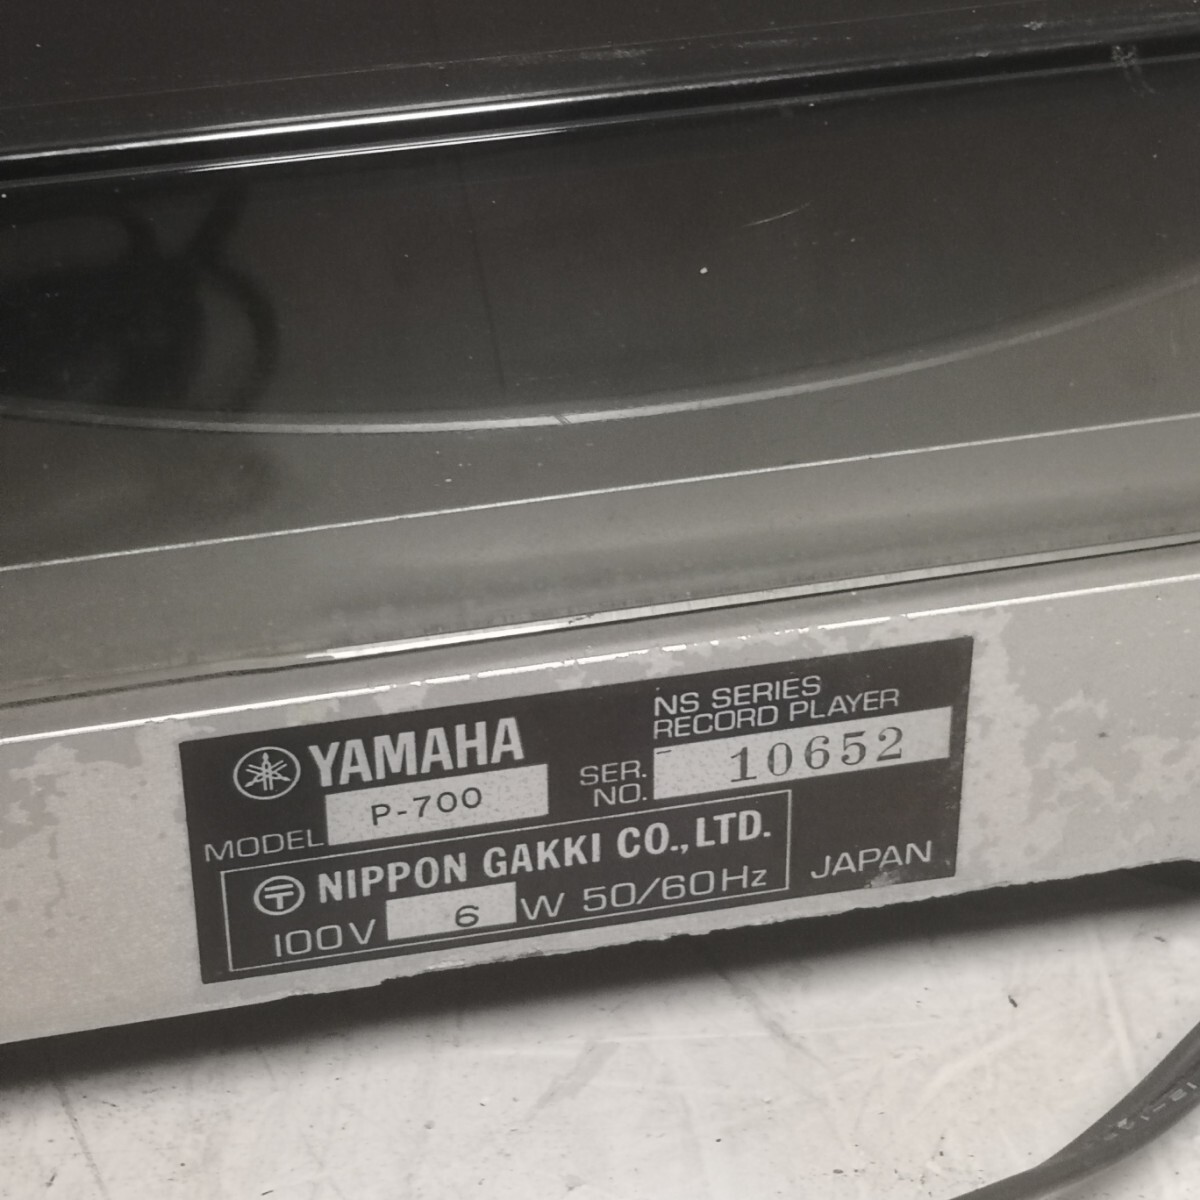 YAMAHA
NS SERIES
RECORD PLAYER
MODEL P-700
SER. NO. 10652
〒 NIPPON GAKKI CO., LTD.
100V 6 W 50/60Hz
JAPAN